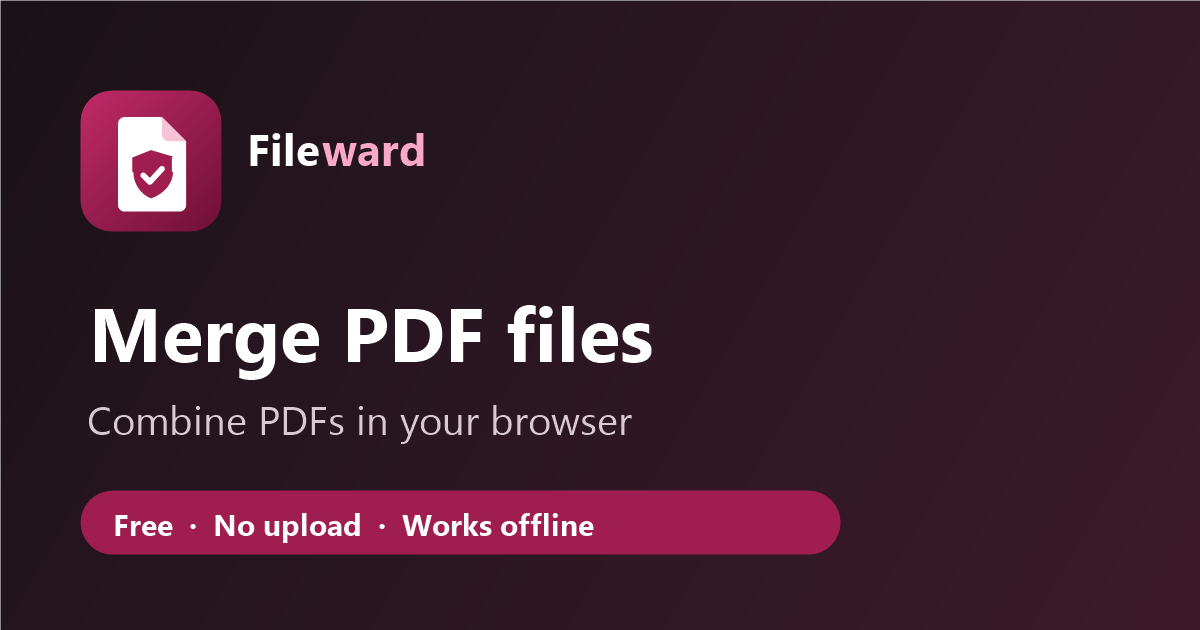 Fileward
Merge PDF files
Combine PDFs in your browser
Free · No upload · Works offline